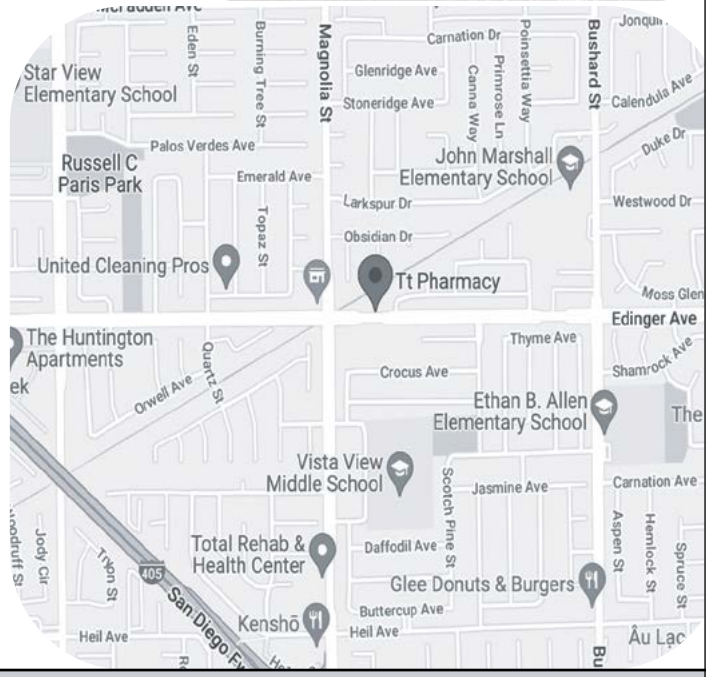 Eden St
Burning Tree St
Magnolia St
Carnation Dr
Poinsettia Way
Bushard St
Star View
Elementary School
Glenridge Ave
Canna Way
Primrose Ln
Stoneridge Ave
Calendula Ave
Palos Verdes Ave
Duke Dr
Russell C
Paris Park
John Marshall
Elementary School
Emerald Ave
Larkspur Dr
Westwood Dr
Topaz St
Obsidian Dr
United Cleaning Pros
Tt Pharmacy
Moss Glen
Edinger Ave
The Huntington
Apartments
ek
Thyme Ave
Quartz St
Shamrock Ave
Crocus Ave
Orwell Ave
Ethan B. Allen
Elementary School
The
Vista View
Middle School
Scotch Pine St
Jasmine Ave
Carnation Ave
Jody Cir
Total Rehab &
Health Center
Daffodil Ave
Aspen St
Hemlock St
Spruce St
405
San Diego
Glee Donuts & Burgers
Buttercup Ave
Kenshō
Heil Ave
Heil Ave
Âu Lạc
Bu